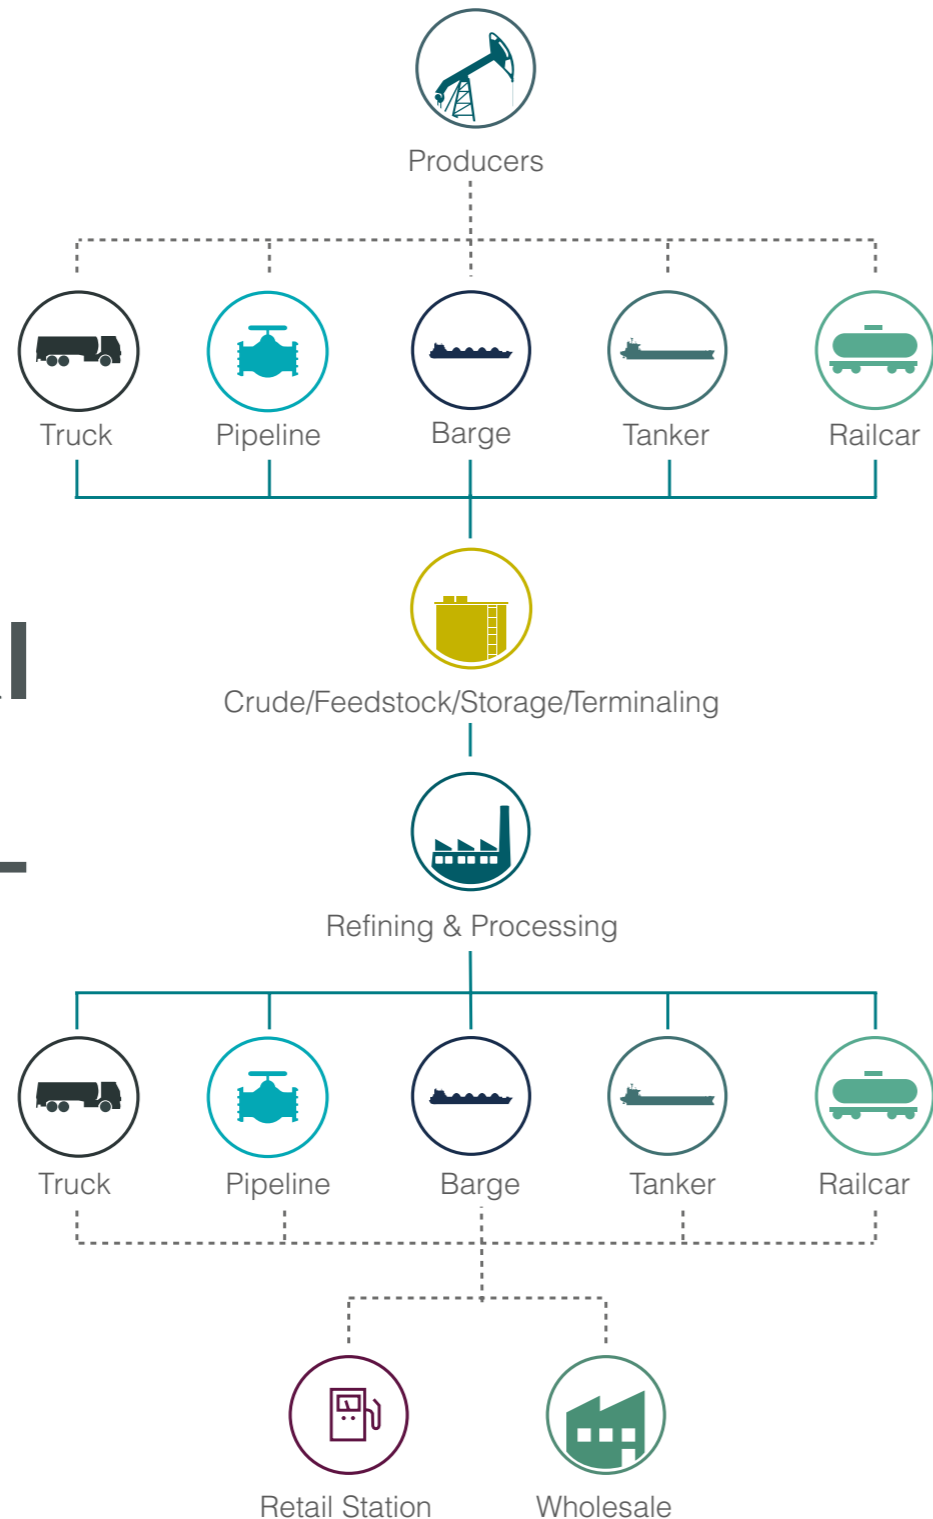 Producers
Truck Pipeline Barge Tanker Railcar
Crude/Feedstock/Storage/Terminaling
Refining & Processing
Truck Pipeline Barge Tanker Railcar
Retail Station Wholesale